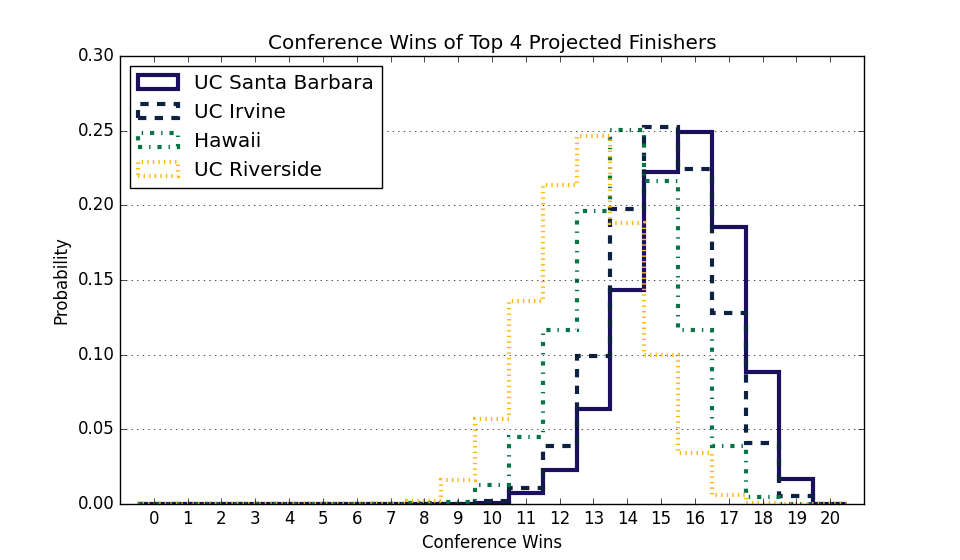 Conference Wins of Top 4 Projected Finishers
UC Santa Barbara
UC Irvine
Hawaii
UC Riverside
0.30
0.25
0.20
0.15
0.10
0.05
0.00
Probability
0 1 2 3 4 5 6 7 8 9 10 11 12 13 14 15 16 17 18 19 20
Conference Wins